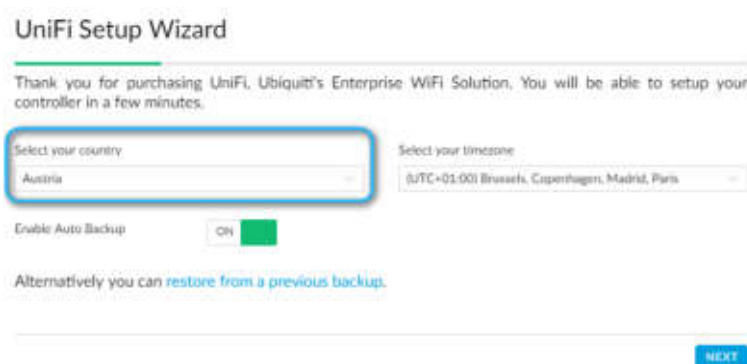 UniFi Setup Wizard
Thank you for purchasing UniFi, Ubiquiti's Enterprise WiFi Solution. You will be able to setup your
controller in a few minutes.
Select your country
Select your timezone
Austria
(UTC+01:00) Brussels, Copenhagen, Madrid, Paris
Enable Auto Backup
ON
Alternatively you can restore from a previous backup.
NEXT